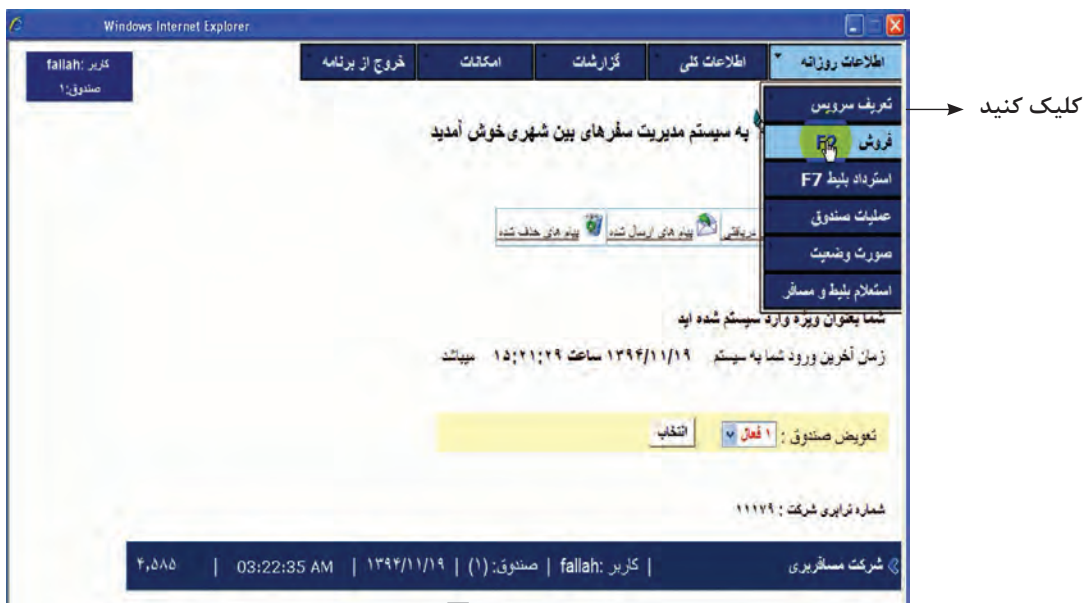 Windows Internet Explorer
کاربر :fallah
صندوق:۱
اطلاعات روزانه
اطلاعات کلی
گزارشات
امکانات
خروج از برنامه
تعریف سرویس
کلیک کنید
فروش F2
استرداد بلیط F7
عملیات صندوق
صورت وضعیت
استعلام بلیط و مسافر
به سیستم مدیریت سفرهای بین شهری خوش آمدید
دریافتی پیام های ارسال شده پیام های حذف شده
شما بعنوان ویژه وارد سیستم شده اید
زمان آخرین ورود شما به سیستم ۱۳۹۴/۱۱/۱۹ ساعت ۱۵:۲۱:۲۹ میباشد
تعویض صندوق : ۱ فعال انتخاب
شماره ترابری شرکت : ۱۱۱۷۹
شرکت مسافربری | کاربر :fallah | صندوق: (۱) | ۱۳۹۴/۱۱/۱۹ | 03:22:35 AM | ۴,۵۸۵